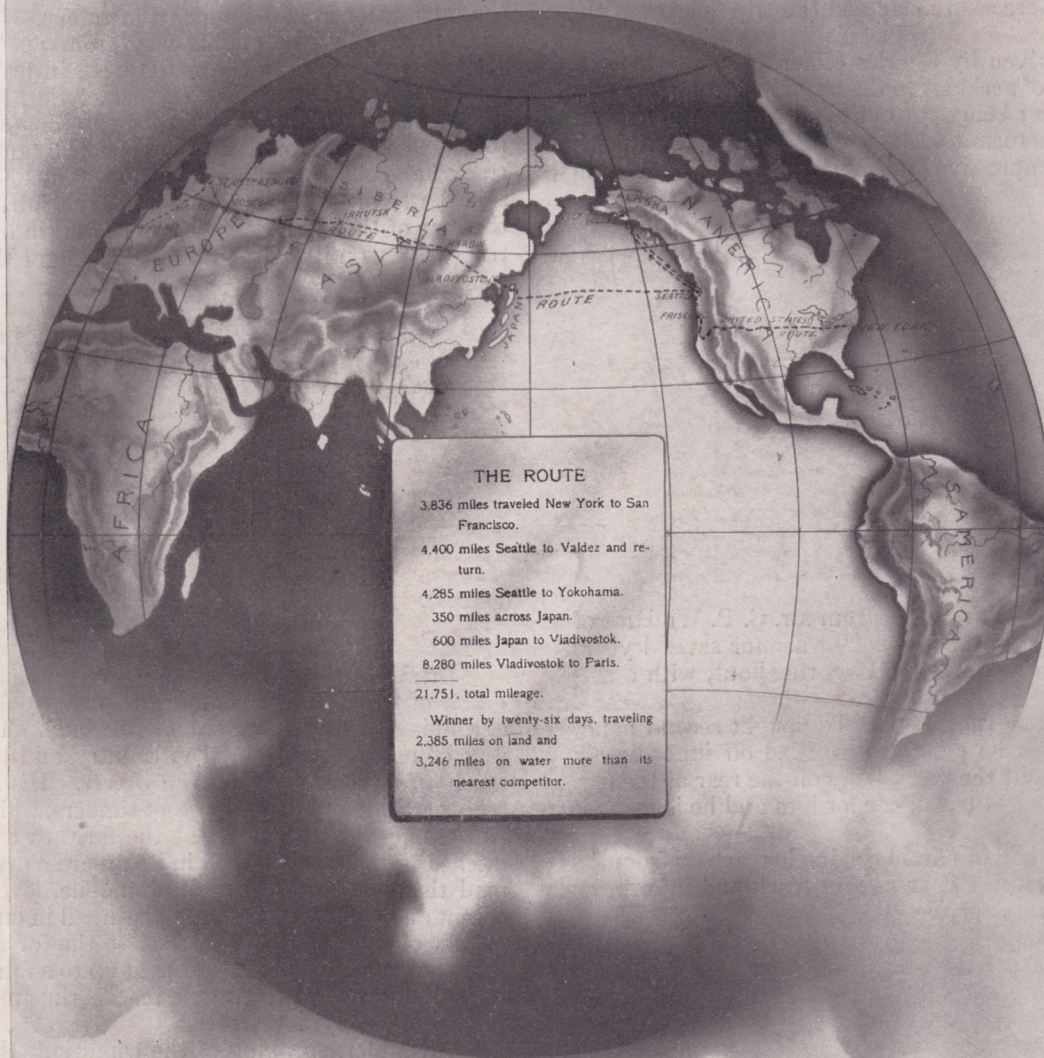 SIBERIA
EUROPE
MOSCOW
IRKUTSK
ROUTE
ASIA
HARBIN
VLADIVOSTOK
JAPAN
ROUTE
ALASKA
N. AMERICA
SEATTLE
FRISCO
UNITED STATES
ROUTE
NEW YORK
AFRICA
S. AMERICA
THE ROUTE
3,836 miles traveled New York to San
Francisco.
4,400 miles Seattle to Valdez and re-
turn.
4,285 miles Seattle to Yokohama.
350 miles across Japan.
600 miles Japan to Vladivostok.
8,280 miles Vladivostok to Paris.
21,751, total mileage.
Winner by twenty-six days, traveling
2,385 miles on land and
3,246 miles on water more than its
nearest competitor.